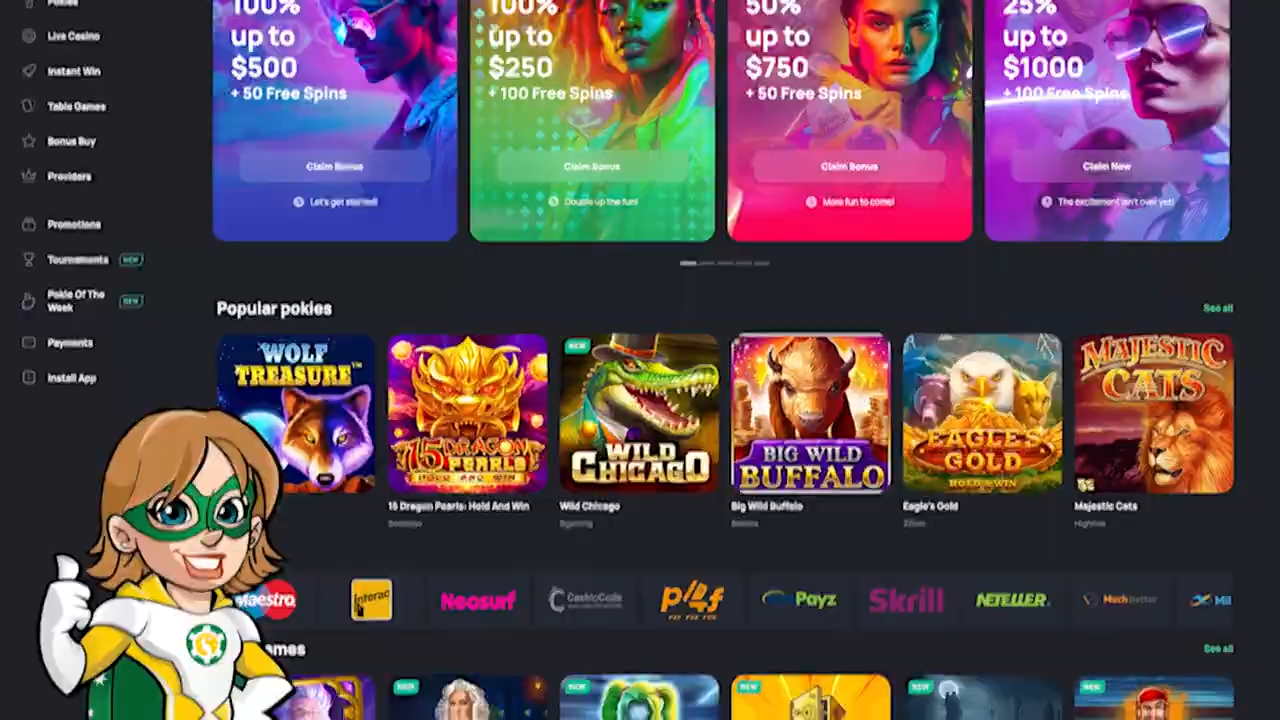 Pokies
Live Casino
Instant Win
Table Games
Bonus Buy
Providers
Promotions
Tournaments NEW
Pokie Of The
Week NEW
Payments
Install App
100%
up to
$500
+ 50 Free Spins
Claim Bonus
Let's get started!
100%
up to
$250
+ 100 Free Spins
Claim Bonus
Double up the fun!
50%
up to
$750
+ 50 Free Spins
Claim Bonus
More fun to come!
25%
up to
$1000
+ 100 Free Spins
Claim Now
The excitement isn't over yet!
Popular pokies
See all
WOLF
TREASURE™
15 DRAGON
PEARLS
HOLD AND WIN
NEW
WILD
CHICAGO
BIG WILD
BUFFALO
EAGLE'S
GOLD
HOLD & WIN
MAJESTIC
CATS
15 Dragon Pearls: Hold And Win
Wild Chicago
Big Wild Buffalo
Eagle's Gold
Majestic Cats
maestro
Interac
Neosurf
CashtoCode
Payz
Skrill
NETELLER
MuchBetter
ames
See all
NEW
NEW
NEW
NEW
NEW